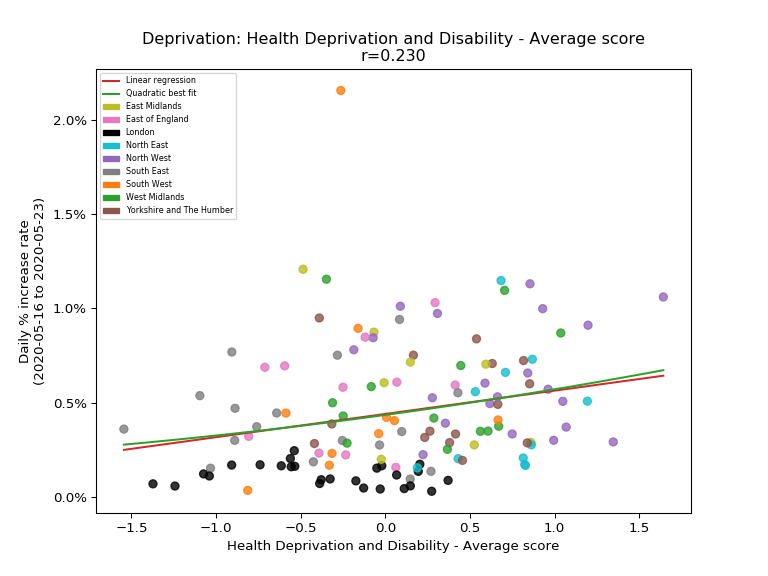 Deprivation: Health Deprivation and Disability - Average score
r=0.230
Linear regression
Quadratic best fit
East Midlands
East of England
London
North East
North West
South East
South West
West Midlands
Yorkshire and The Humber
2.0%
1.5%
1.0%
0.5%
0.0%
Daily % increase rate
(2020-05-16 to 2020-05-23)
−1.5
−1.0
−0.5
0.0
0.5
1.0
1.5
Health Deprivation and Disability - Average score